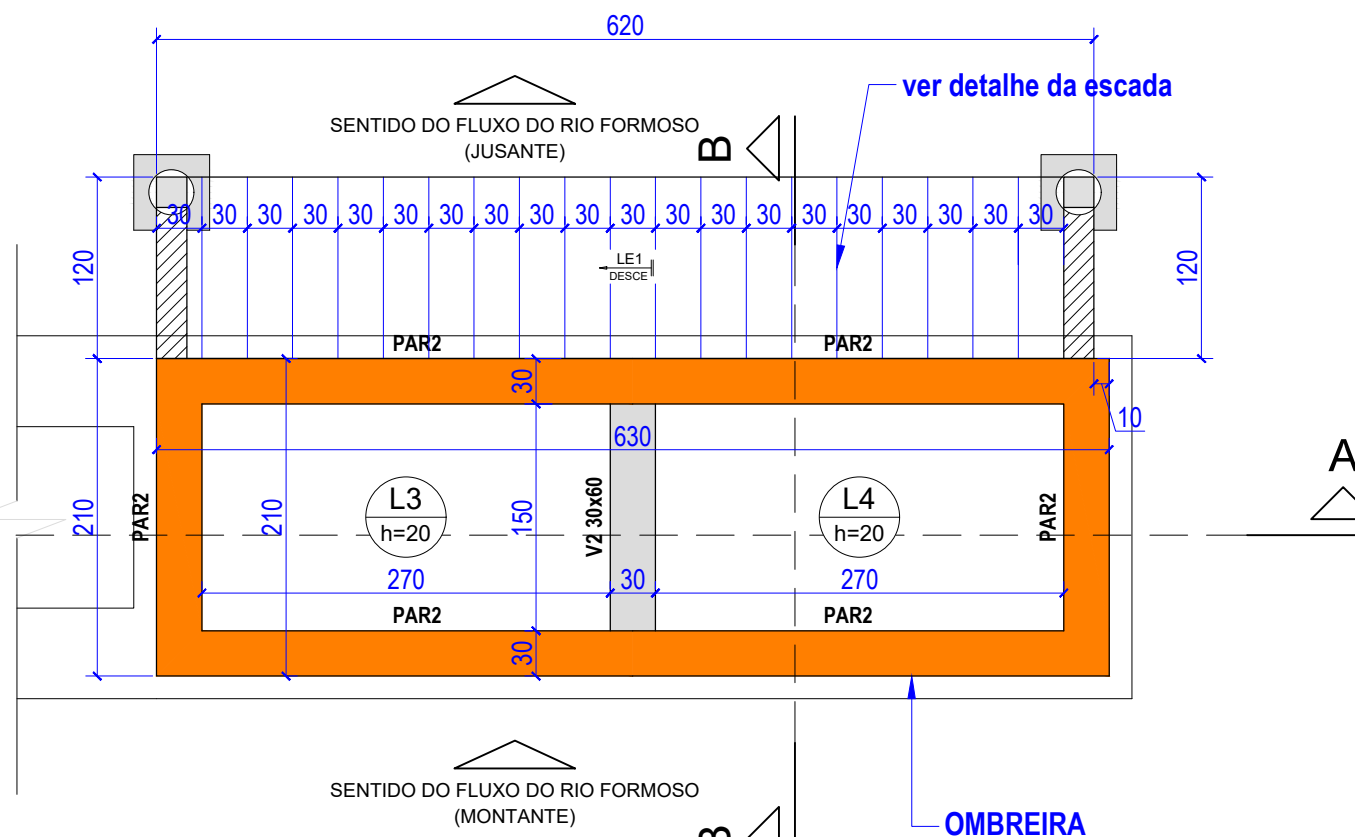 620
ver detalhe da escada
SENTIDO DO FLUXO DO RIO FORMOSO
(JUSANTE)
B
30 30 30 30 30 30 30 30 30 30 30 30 30 30 30 30 30 30 30 30
120
LE1
DESCE
120
PAR2
PAR2
30
10
630
A
210
PAR2
210
L3
h=20
150
V2 30x60
L4
h=20
PAR2
270
30
270
PAR2
PAR2
30
SENTIDO DO FLUXO DO RIO FORMOSO
(MONTANTE)
B
OMBREIRA